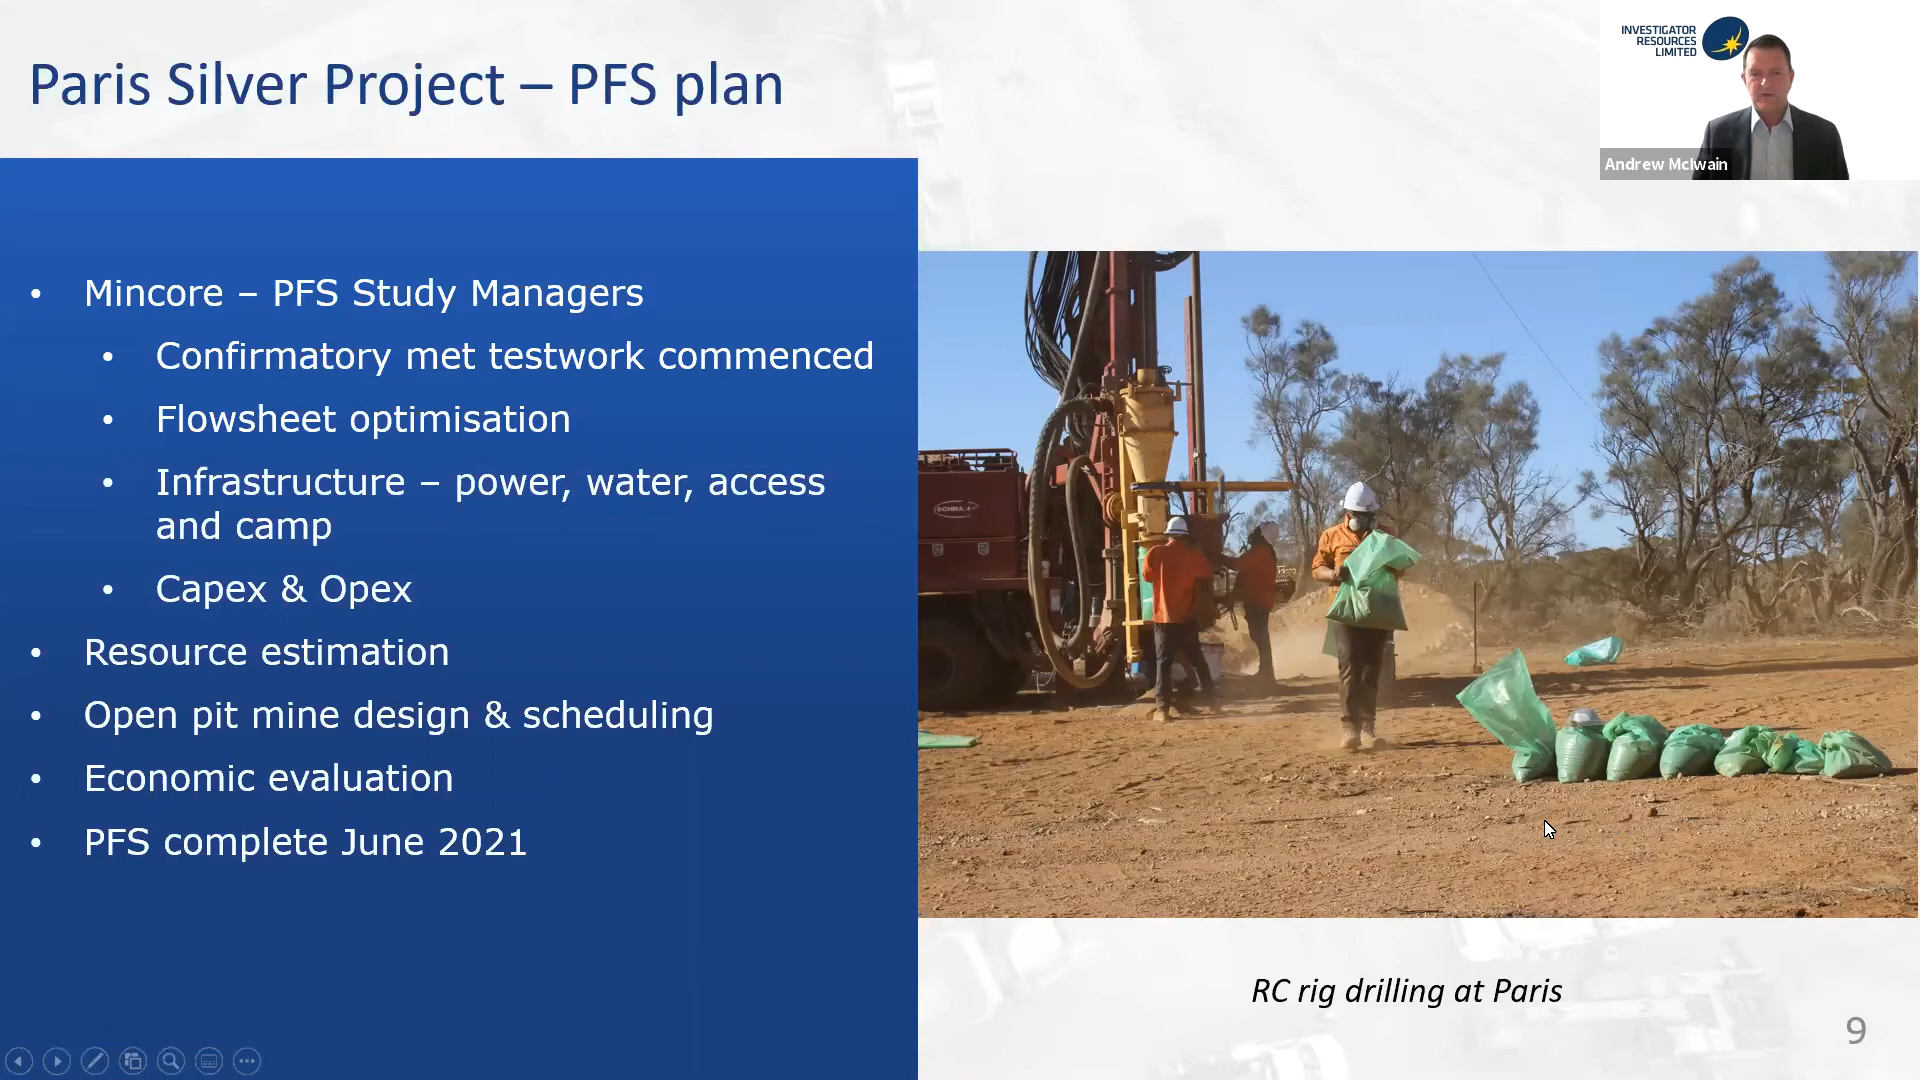 Paris Silver Project – PFS plan
INVESTIGATOR
RESOURCES
LIMITED
Andrew McIwain
• Mincore – PFS Study Managers
• Confirmatory met testwork commenced
• Flowsheet optimisation
• Infrastructure – power, water, access
and camp
• Capex & Opex
• Resource estimation
• Open pit mine design & scheduling
• Economic evaluation
• PFS complete June 2021
RC rig drilling at Paris
9